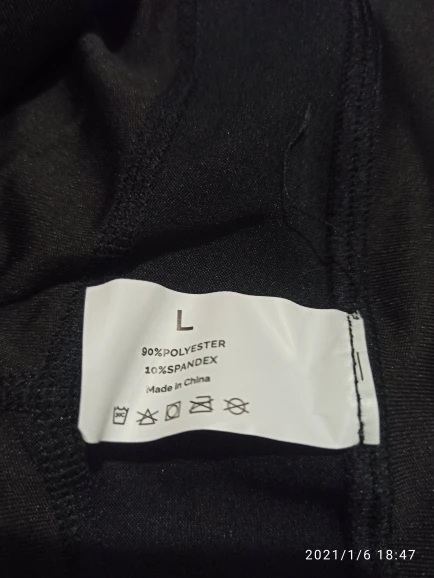 L
90%POLYESTER
10%SPANDEX
Made in China
2021/1/6 18:47